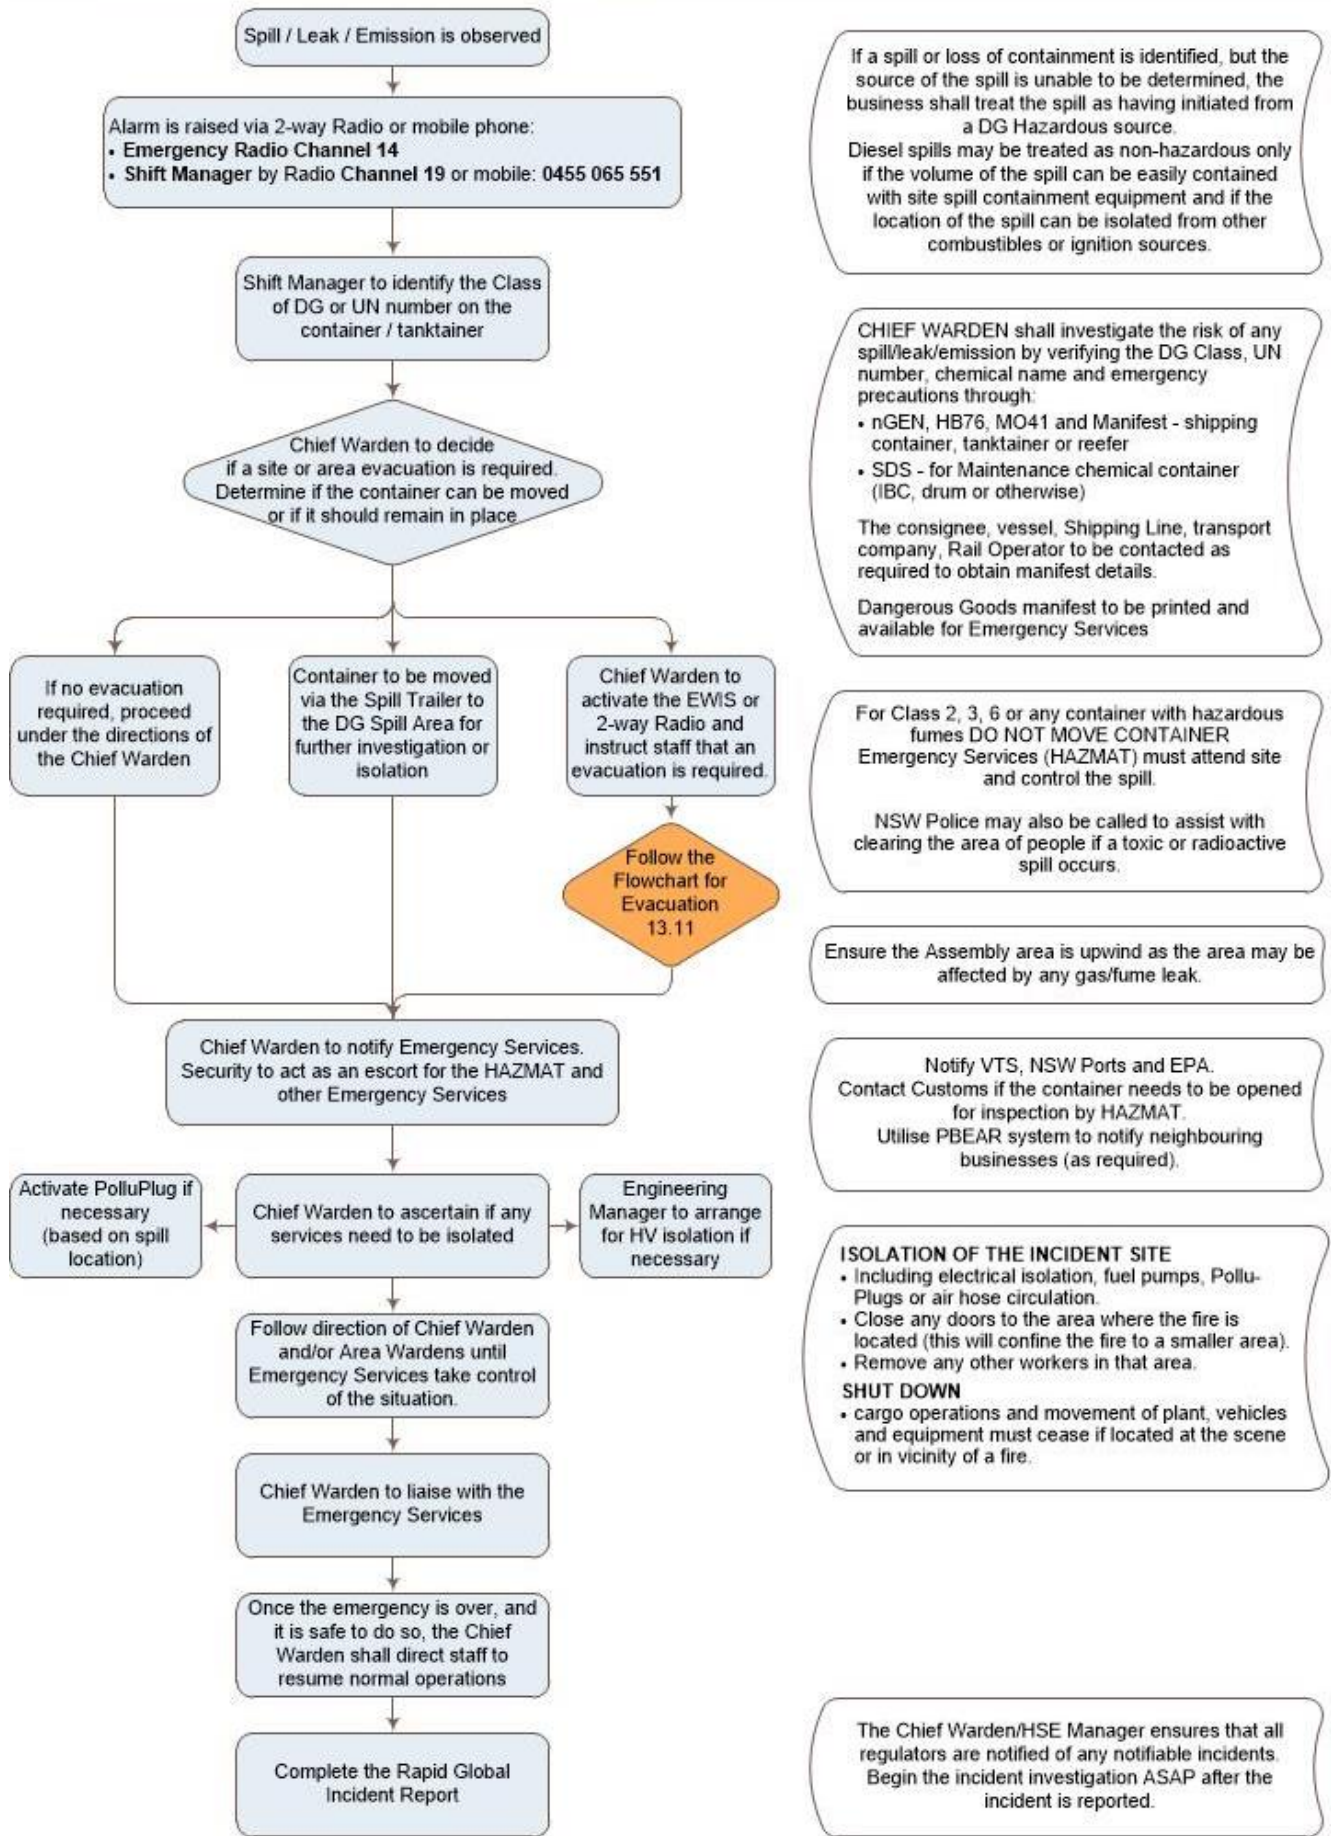 Spill / Leak / Emission is observed
Alarm is raised via 2-way Radio or mobile phone:
• Emergency Radio Channel 14
• Shift Manager by Radio Channel 19 or mobile: 0455 065 551
Shift Manager to identify the Class
of DG or UN number on the
container / tanktainer
Chief Warden to decide
if a site or area evacuation is required.
Determine if the container can be moved
or if it should remain in place
If no evacuation
required, proceed
under the directions of
the Chief Warden
Container to be moved
via the Spill Trailer to
the DG Spill Area for
further investigation or
isolation
Chief Warden to
activate the EWIS or
2-way Radio and
instruct staff that an
evacuation is required.
Follow the
Flowchart for
Evacuation
13.11
Chief Warden to notify Emergency Services.
Security to act as an escort for the HAZMAT and
other Emergency Services
Activate PolluPlug if
necessary
(based on spill
location)
Chief Warden to ascertain if any
services need to be isolated
Engineering
Manager to arrange
for HV isolation if
necessary
Follow direction of Chief Warden
and/or Area Wardens until
Emergency Services take control
of the situation.
Chief Warden to liaise with the
Emergency Services
Once the emergency is over, and
it is safe to do so, the Chief
Warden shall direct staff to
resume normal operations
Complete the Rapid Global
Incident Report
If a spill or loss of containment is identified, but the
source of the spill is unable to be determined, the
business shall treat the spill as having initiated from
a DG Hazardous source.
Diesel spills may be treated as non-hazardous only
if the volume of the spill can be easily contained
with site spill containment equipment and if the
location of the spill can be isolated from other
combustibles or ignition sources.
CHIEF WARDEN shall investigate the risk of any
spill/leak/emission by verifying the DG Class, UN
number, chemical name and emergency
precautions through:
• nGEN, HB76, MO41 and Manifest - shipping
container, tanktainer or reefer
• SDS - for Maintenance chemical container
(IBC, drum or otherwise)
The consignee, vessel, Shipping Line, transport
company, Rail Operator to be contacted as
required to obtain manifest details.
Dangerous Goods manifest to be printed and
available for Emergency Services
For Class 2, 3, 6 or any container with hazardous
fumes DO NOT MOVE CONTAINER
Emergency Services (HAZMAT) must attend site
and control the spill.
NSW Police may also be called to assist with
clearing the area of people if a toxic or radioactive
spill occurs.
Ensure the Assembly area is upwind as the area may be
affected by any gas/fume leak.
Notify VTS, NSW Ports and EPA.
Contact Customs if the container needs to be opened
for inspection by HAZMAT.
Utilise PBEAR system to notify neighbouring
businesses (as required).
ISOLATION OF THE INCIDENT SITE
• Including electrical isolation, fuel pumps, Pollu-
Plugs or air hose circulation.
• Close any doors to the area where the fire is
located (this will confine the fire to a smaller area).
• Remove any other workers in that area.
SHUT DOWN
• cargo operations and movement of plant, vehicles
and equipment must cease if located at the scene
or in vicinity of a fire.
The Chief Warden/HSE Manager ensures that all
regulators are notified of any notifiable incidents.
Begin the incident investigation ASAP after the
incident is reported.